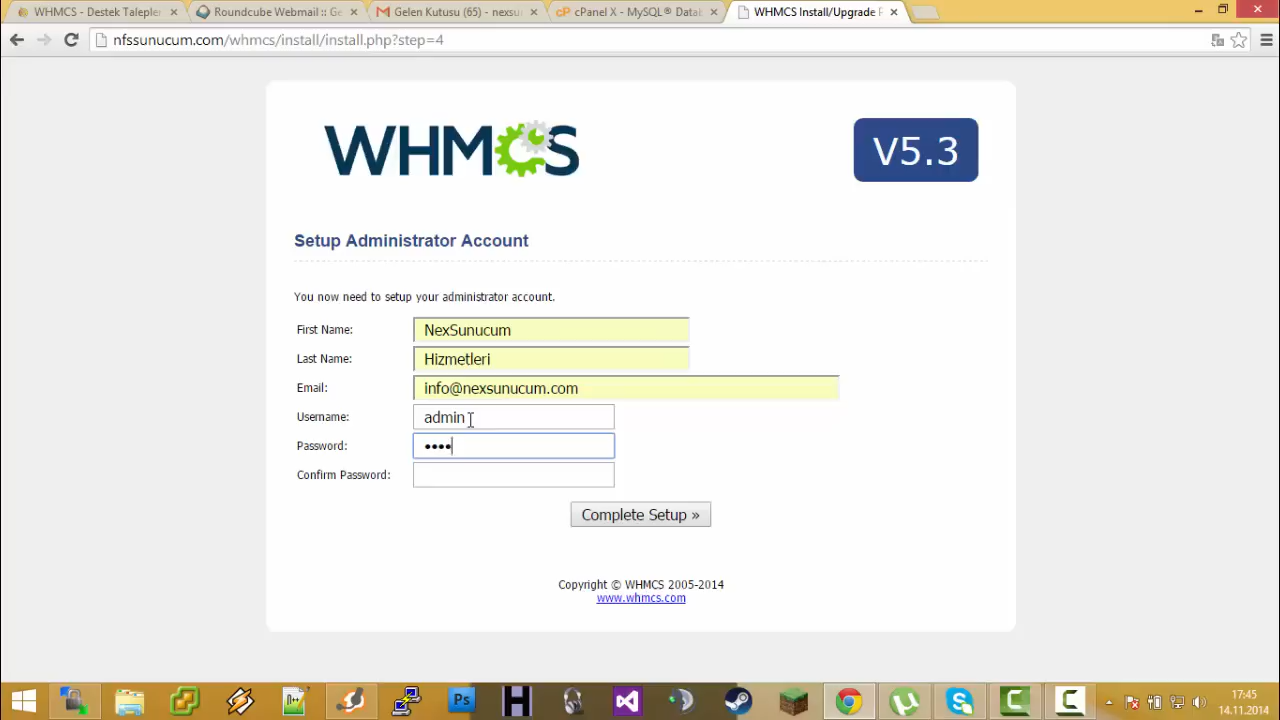 WHMCS - Destek Talepler
Roundcube Webmail :: Ge
Gelen Kutusu (65) - nexsu
cPanel X - MySQL® Datab
WHMCS Install/Upgrade P
nfssunucum.com/whmcs/install/install.php?step=4
WHMCS
V5.3
Setup Administrator Account
You now need to setup your administrator account.
First Name: NexSunucum
Last Name: Hizmetleri
Email: info@nexsunucum.com
Username: admin
Password: ••••
Confirm Password:
Complete Setup »
Copyright © WHMCS 2005-2014
www.whmcs.com
17:45
14.11.2014